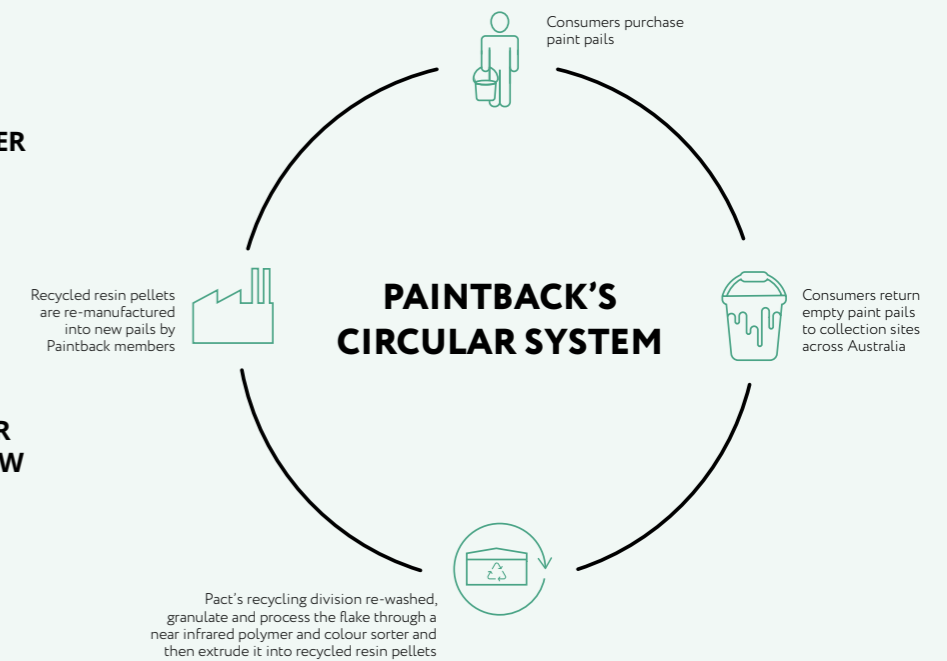 Consumers purchase
paint pails
ER
PAINTBACK'S
CIRCULAR SYSTEM
Recycled resin pellets
are re-manufactured
into new pails by
Paintback members
Consumers return
empty paint pails
to collection sites
across Australia
R
W
Pact's recycling division re-washed,
granulate and process the flake through a
near infrared polymer and colour sorter and
then extrude it into recycled resin pellets